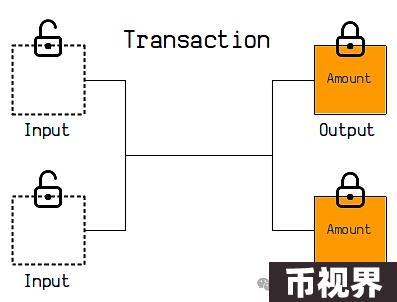 Transaction
Amount
Input
Output
Amount
Input
币视界